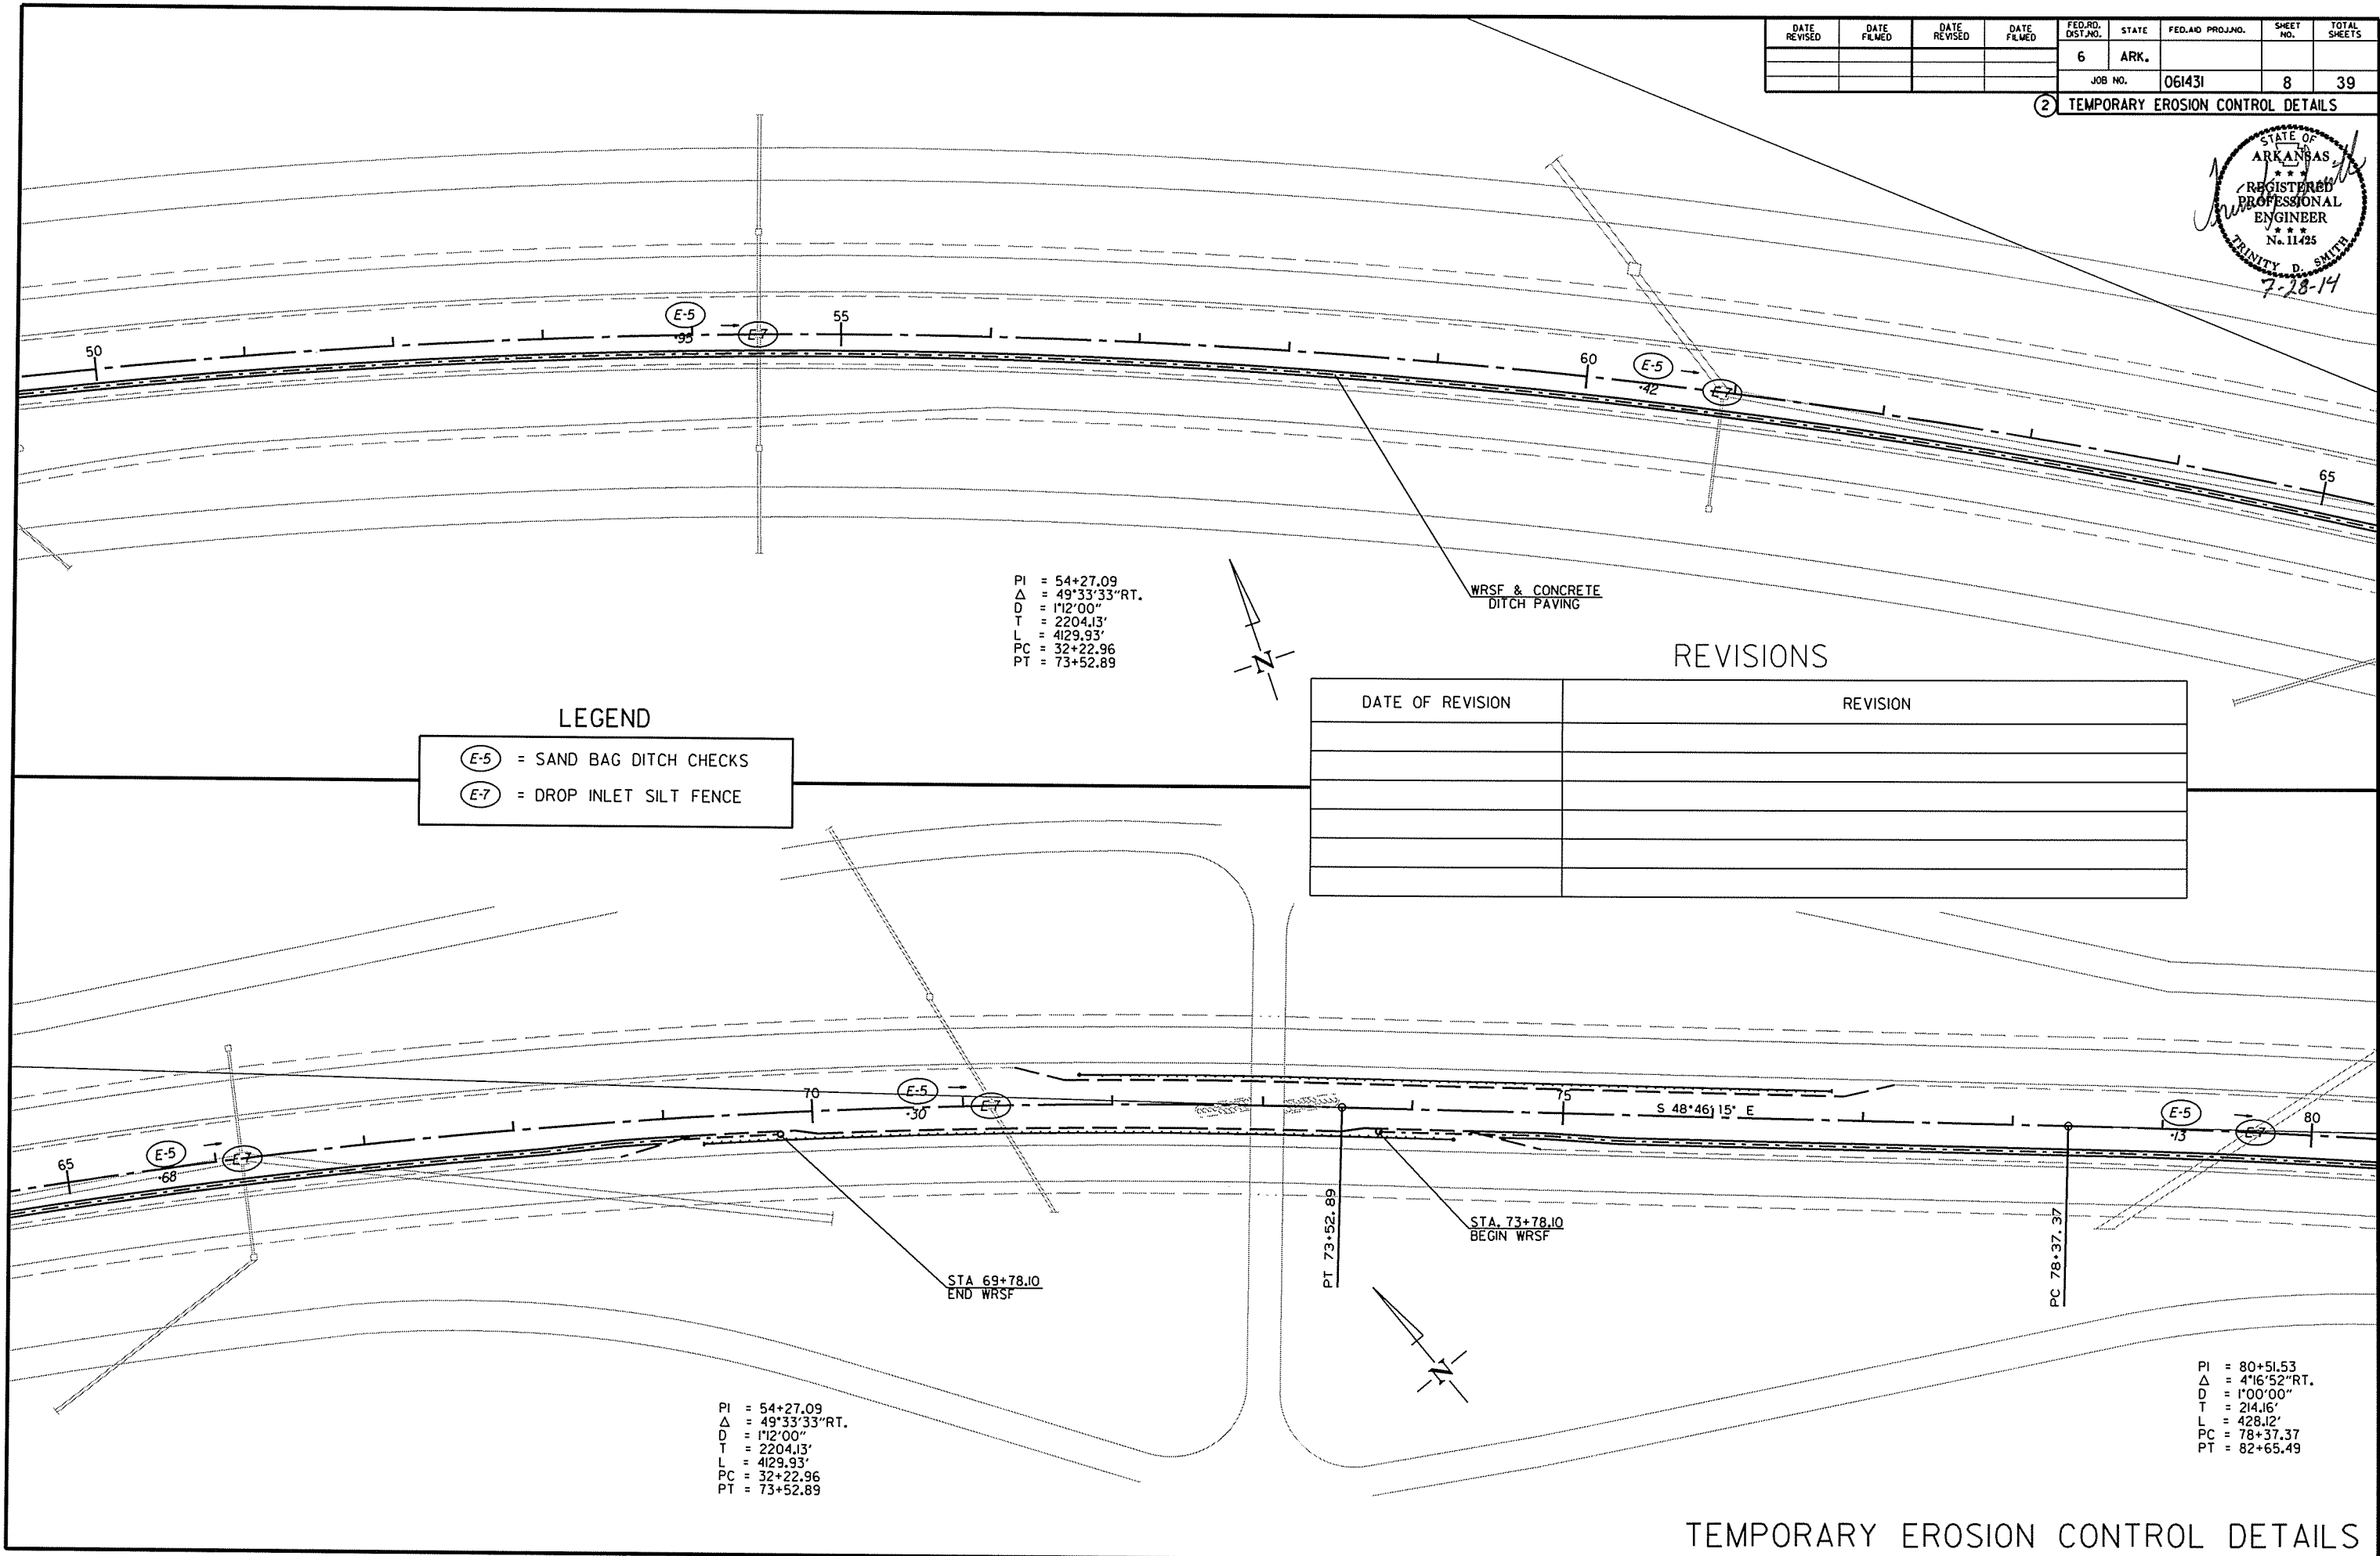 DATE REVISED DATE FILMED DATE REVISED DATE FILMED FED.RD. DIST.NO. STATE FED.AID PROJ.NO. SHEET NO. TOTAL SHEETS
6 ARK.
JOB NO. 061431 8 39
2 TEMPORARY EROSION CONTROL DETAILS
STATE OF
ARKANSAS
★ ★ ★
REGISTERED
PROFESSIONAL
ENGINEER
★ ★ ★
No. 11425
TRINITY D. SMITH
7-28-14
50
E-5
·95
E-7
55
60
E-5
·42
E-7
65
PI = 54+27.09
Δ = 49°33'33"RT.
D = 1°12'00"
T = 2204.13'
L = 4129.93'
PC = 32+22.96
PT = 73+52.89
N
WRSF & CONCRETE
DITCH PAVING
REVISIONS
DATE OF REVISION REVISION
LEGEND
E-5 = SAND BAG DITCH CHECKS
E-7 = DROP INLET SILT FENCE
65
E-5
·68
E-7
70
E-5
·30
E-7
75
S 48°46'15" E
E-5
·13
E-7
80
STA 69+78.10
END WRSF
PT 73+52.89
STA. 73+78.10
BEGIN WRSF
PC 78+37.37
N
PI = 54+27.09
Δ = 49°33'33"RT.
D = 1°12'00"
T = 2204.13'
L = 4129.93'
PC = 32+22.96
PT = 73+52.89
PI = 80+51.53
Δ = 4°16'52"RT.
D = 1°00'00"
T = 214.16'
L = 428.12'
PC = 78+37.37
PT = 82+65.49
TEMPORARY EROSION CONTROL DETAILS